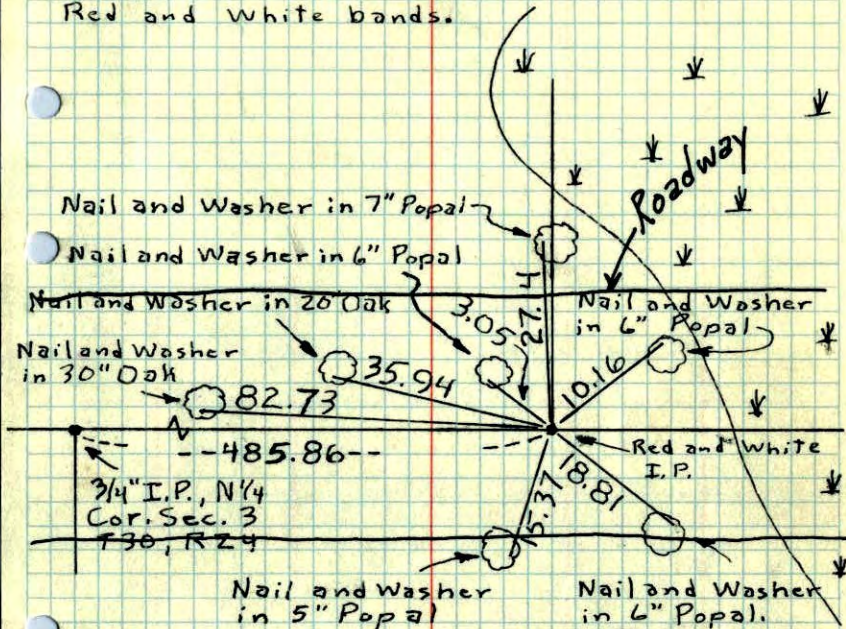 Red and White bands.
Roadway
Nail and Washer in 7" Popal
Nail and Washer in 6" Popal
27.4
Nail and Washer in 20" Oak
3.05
Nail and Washer
in 6" Popal
Nail and Washer
in 30" Oak
35.94
10.16
82.73
--485.86--
Red and White
I.P.
3/4" I.P., N1/4
Cor. Sec. 3
T30, R24
15.37
18.81
Nail and Washer
in 5" Popal
Nail and Washer
in 6" Popal.